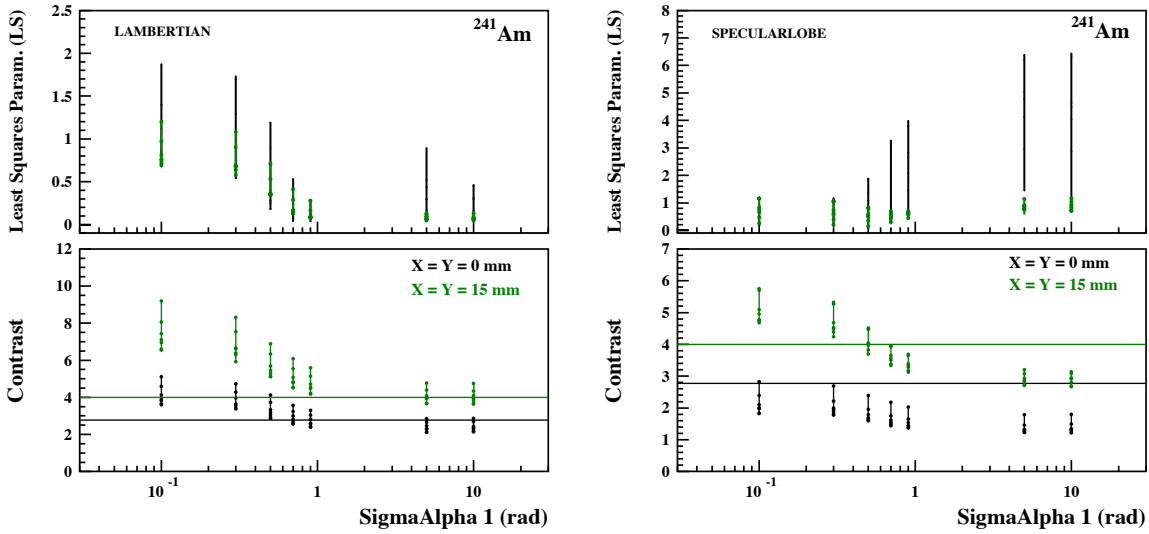 Least Squares Param. (LS)
2.5
2
1.5
1
0.5
0
LAMBERTIAN
241Am
Contrast
12
10
8
6
4
2
0
X = Y = 0 mm
X = Y = 15 mm
10 -1
1
10
SigmaAlpha 1 (rad)
Least Squares Param. (LS)
8
7
6
5
4
3
2
1
0
SPECULARLOBE
241Am
Contrast
7
6
5
4
3
2
1
0
X = Y = 0 mm
X = Y = 15 mm
10 -1
1
10
SigmaAlpha 1 (rad)